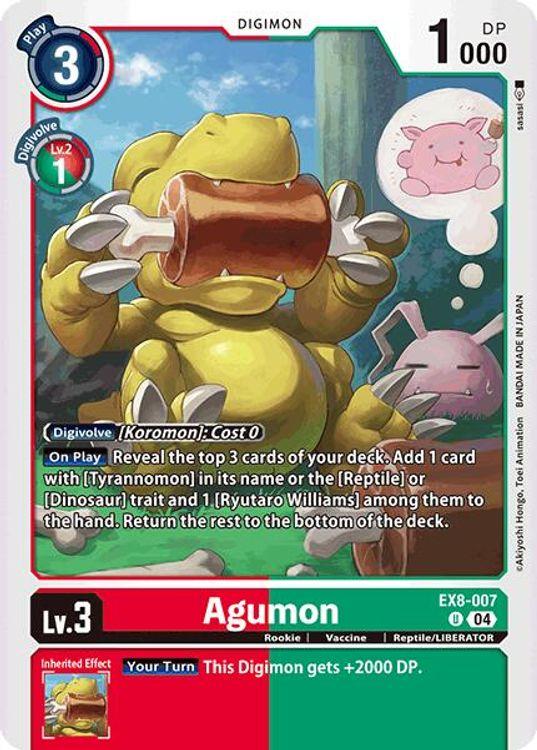 Play
3
DIGIMON
1000
DP
Digivolve
Lv.2
1
sasasi
©Akiyoshi Hongo, Toei Animation BANDAI MADE IN JAPAN
Digivolve [Koromon]: Cost 0
On Play Reveal the top 3 cards of your deck. Add 1 card
with [Tyrannomon] in its name or the [Reptile] or
[Dinosaur] trait and 1 [Ryutaro Williams] among them to
the hand. Return the rest to the bottom of the deck.
Lv.3
Agumon
EX8-007
U 04
Rookie | Vaccine | Reptile/LIBERATOR
Inherited Effect
Your Turn This Digimon gets +2000 DP.